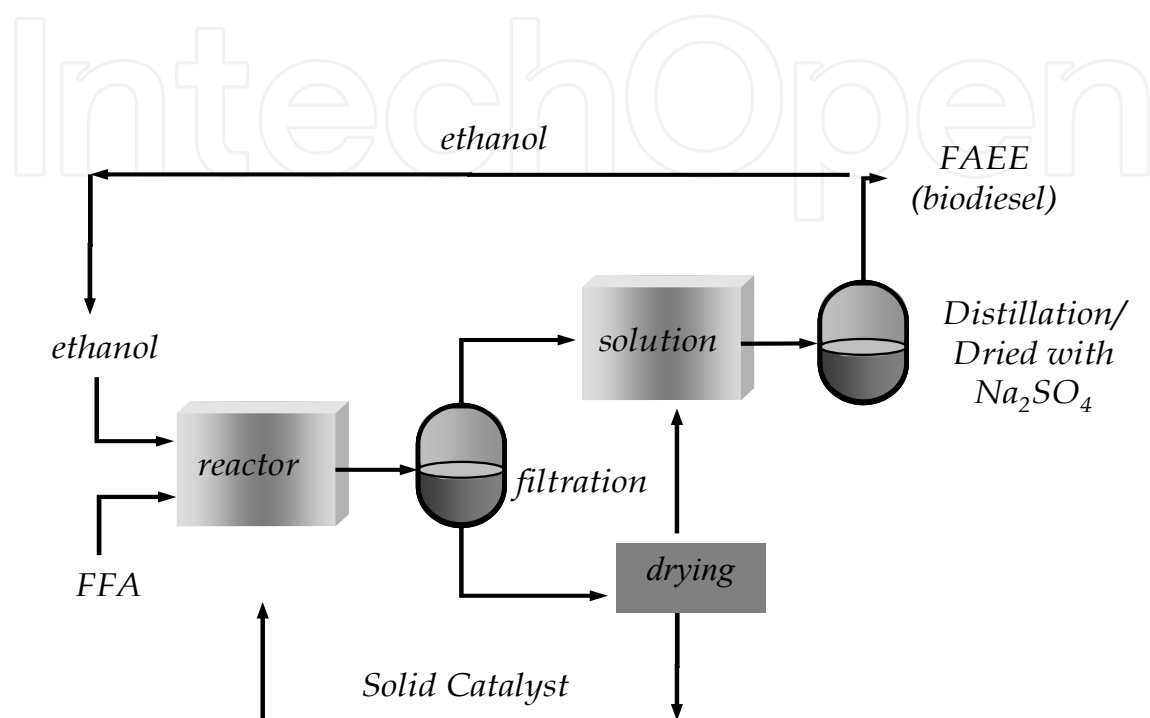 IntechOpen
ethanol
FAEE
(biodiesel)
ethanol
solution
Distillation/
Dried with
Na₂SO₄
reactor
filtration
FFA
drying
Solid Catalyst